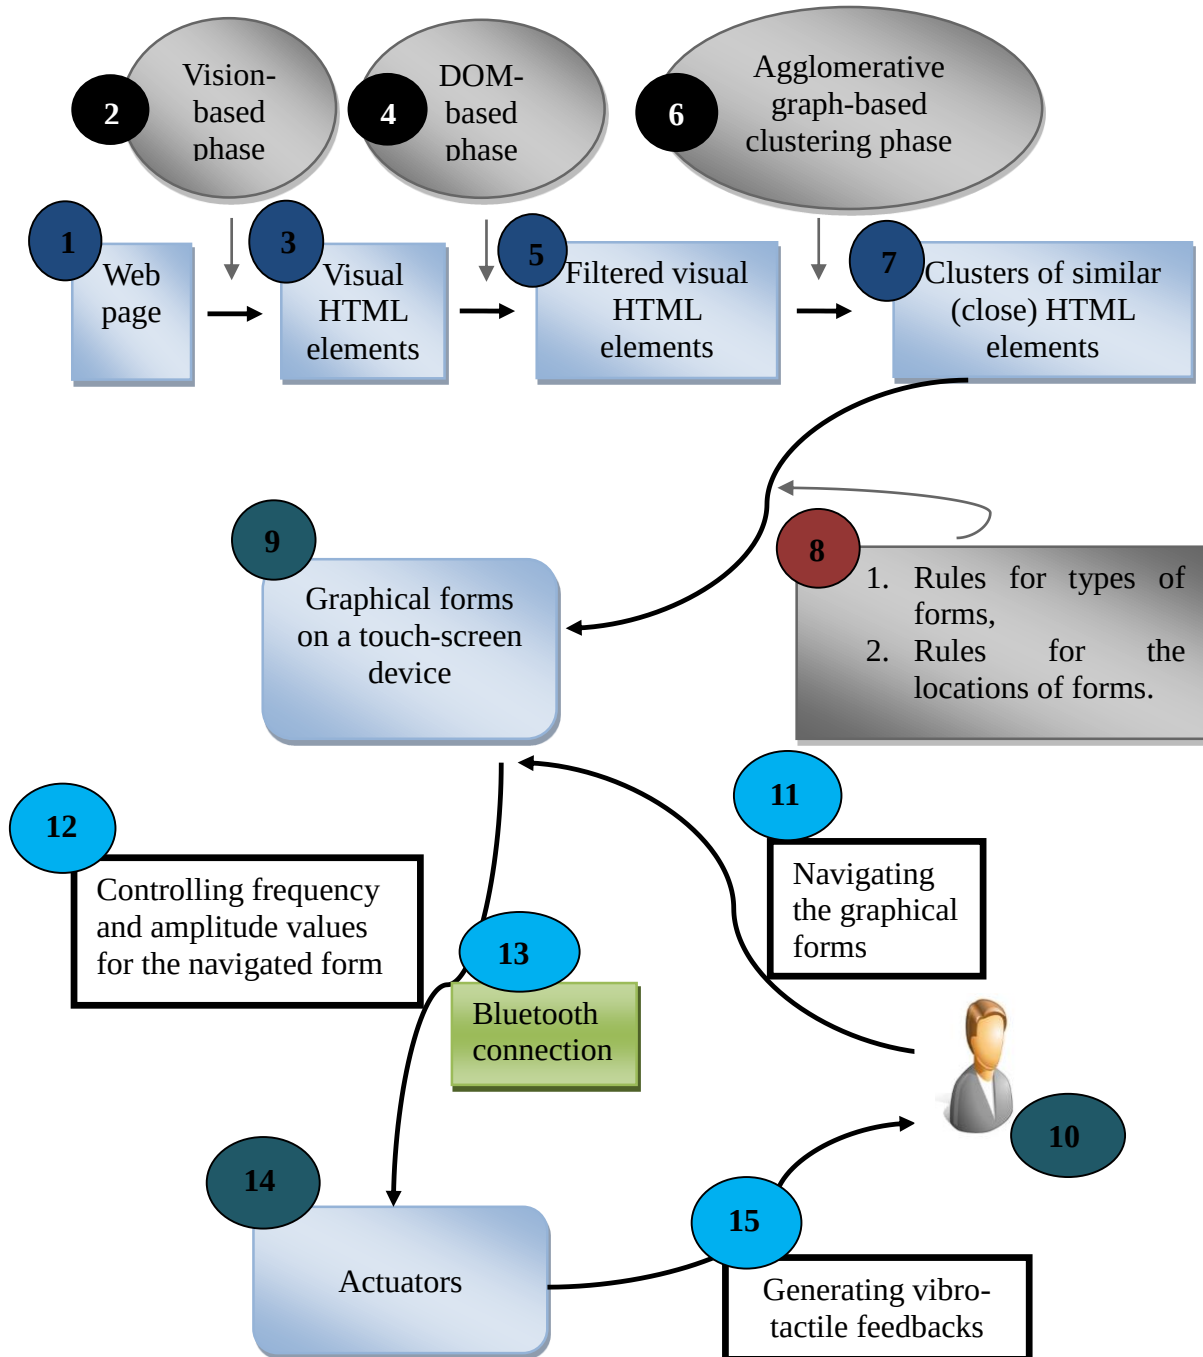 2
Vision-
based
phase
4
DOM-
based
phase
6
Agglomerative
graph-based
clustering phase
1
Web
page
3
Visual
HTML
elements
5
Filtered visual
HTML
elements
7
Clusters of similar
(close) HTML
elements
8
1. Rules for types of
forms,
2. Rules for the
locations of forms.
9
Graphical forms
on a touch-screen
device
10
11
Navigating
the graphical
forms
12
Controlling frequency
and amplitude values
for the navigated form
13
Bluetooth
connection
14
Actuators
15
Generating vibro-
tactile feedbacks